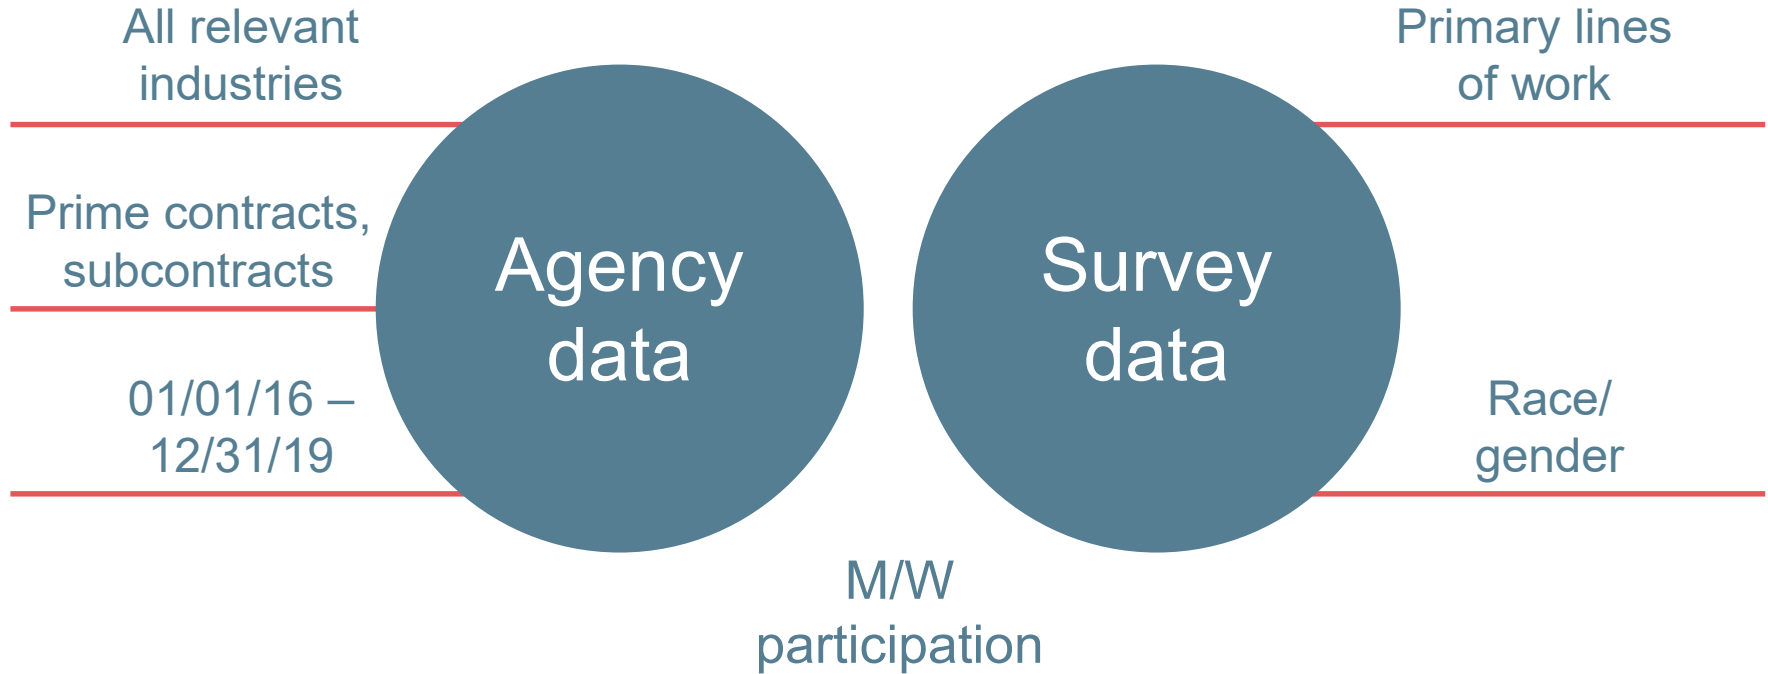 All relevant
industries
Prime contracts,
subcontracts
01/01/16 –
12/31/19
Agency
data
Survey
data
Primary lines
of work
Race/
gender
M/W
participation